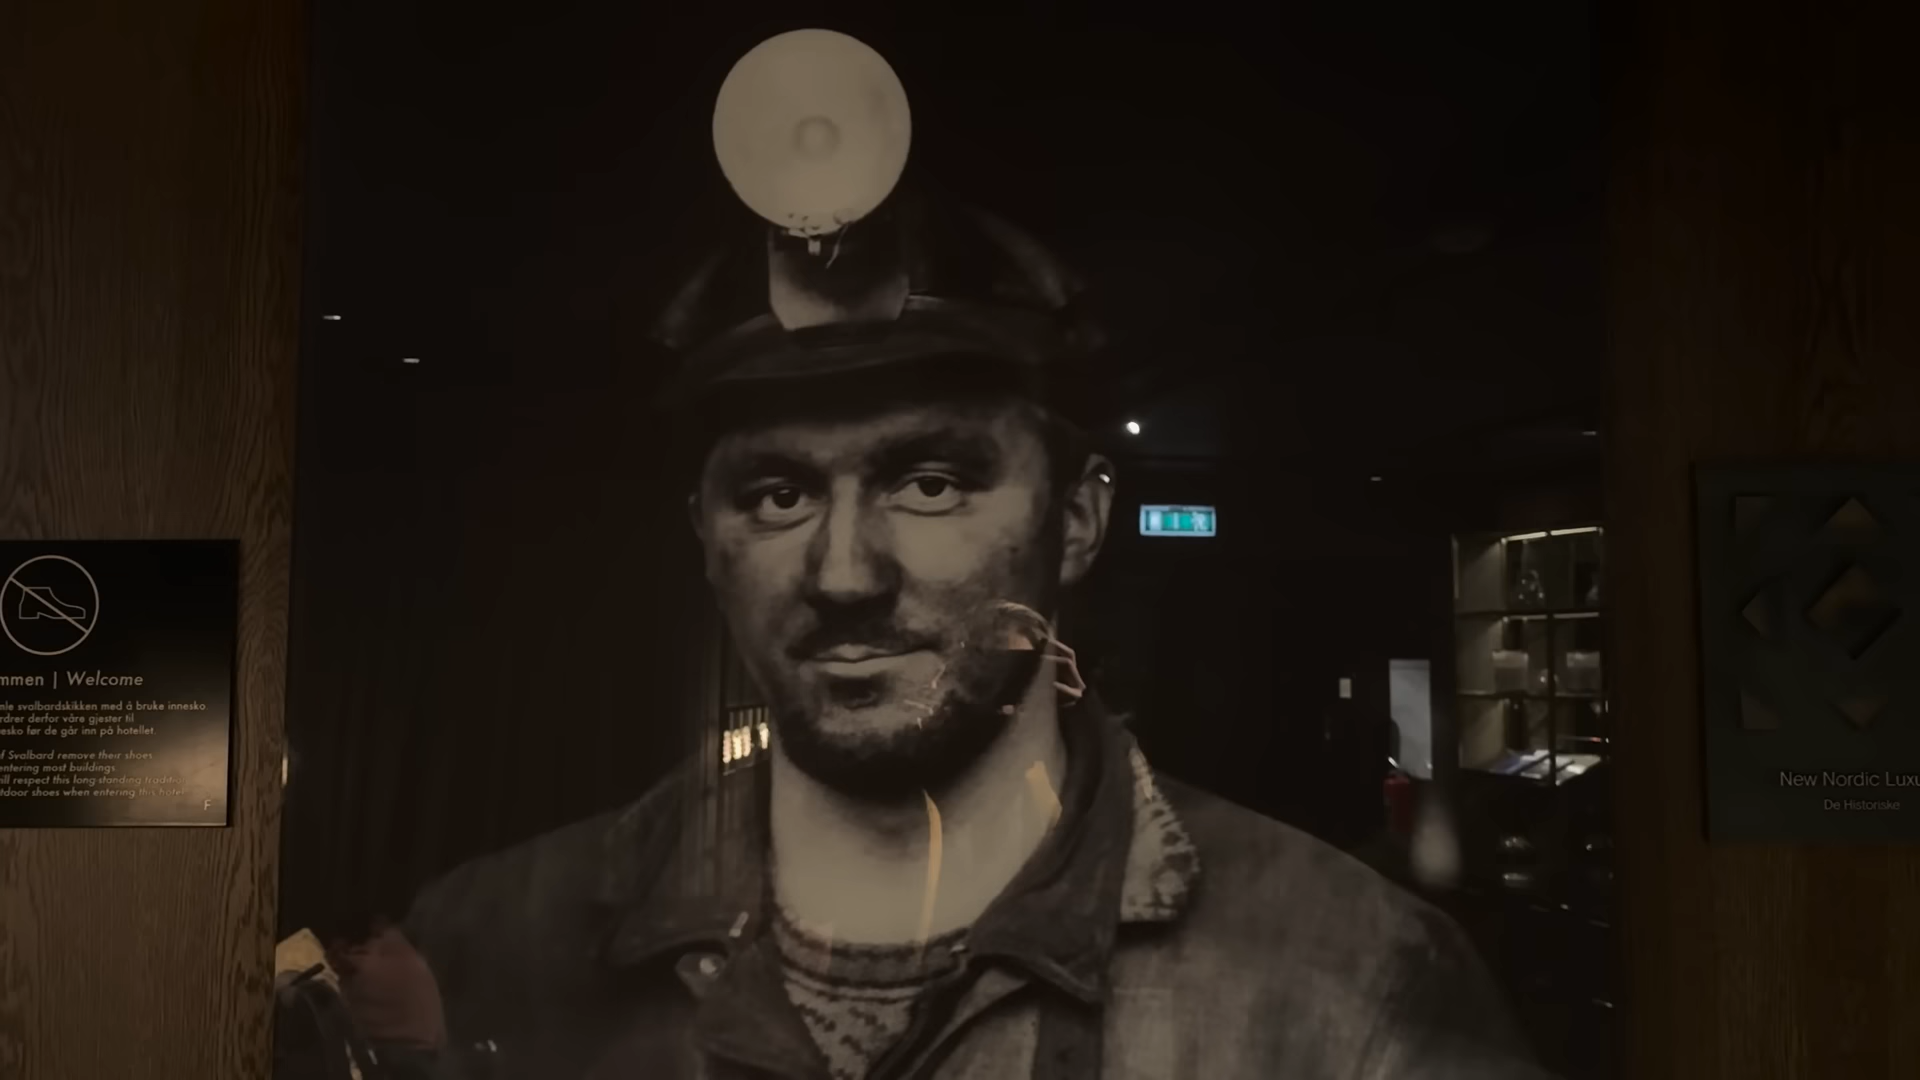 mmen | Welcome
mle svalbardskikken med å bruke innesko.
rdrer derfor våre gjester til
esko før de går inn på hotellet.
f Svalbard remove their shoes
entering most buildings.
ill respect this long-standing tradition
tdoor shoes when entering this hotel.
F
New Nordic Luxu
De Historiske